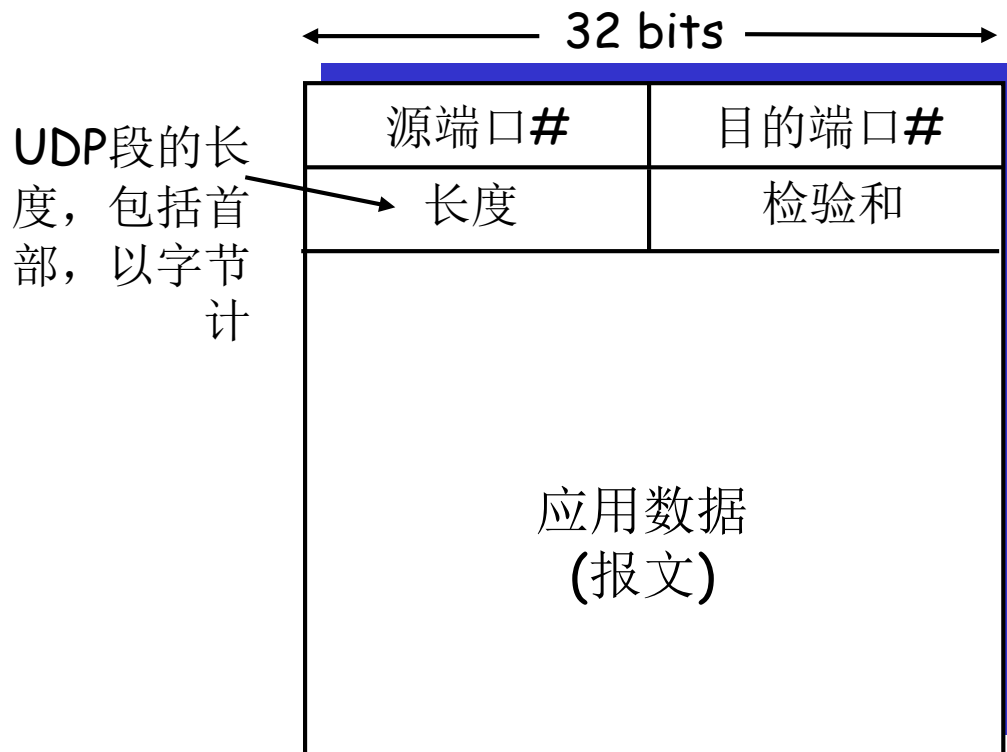 32 bits
源端口#
目的端口#
UDP段的长
度，包括首
部，以字节
计
长度
检验和
应用数据
(报文)